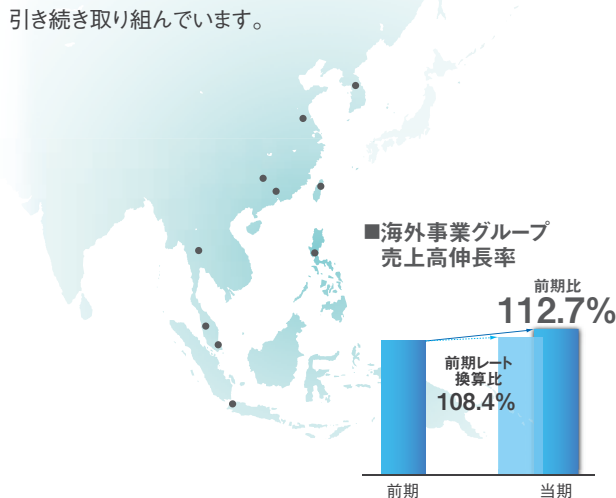 引き続き取り組んでいます。
■海外事業グループ
売上高伸長率
前期比
112.7%
前期レート
換算比
108.4%
前期
当期